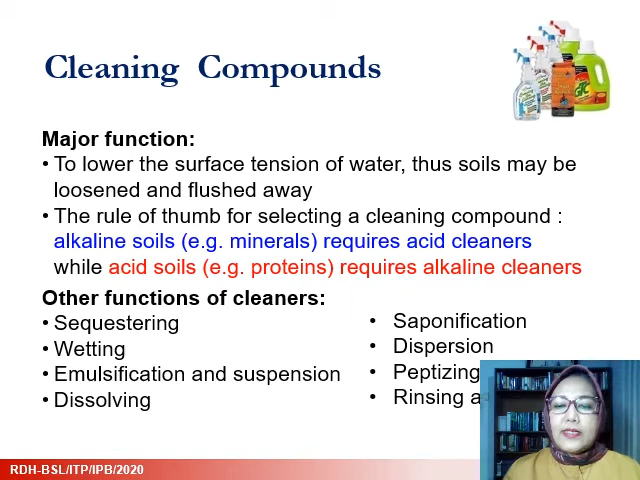 Cleaning Compounds
Major function:
• To lower the surface tension of water, thus soils may be
loosened and flushed away
• The rule of thumb for selecting a cleaning compound :
alkaline soils (e.g. minerals) requires acid cleaners
while acid soils (e.g. proteins) requires alkaline cleaners
Other functions of cleaners:
• Sequestering
• Wetting
• Emulsification and suspension
• Dissolving
• Saponification
• Dispersion
• Peptizing
• Rinsing
RDH-BSL/ITP/IPB/2020